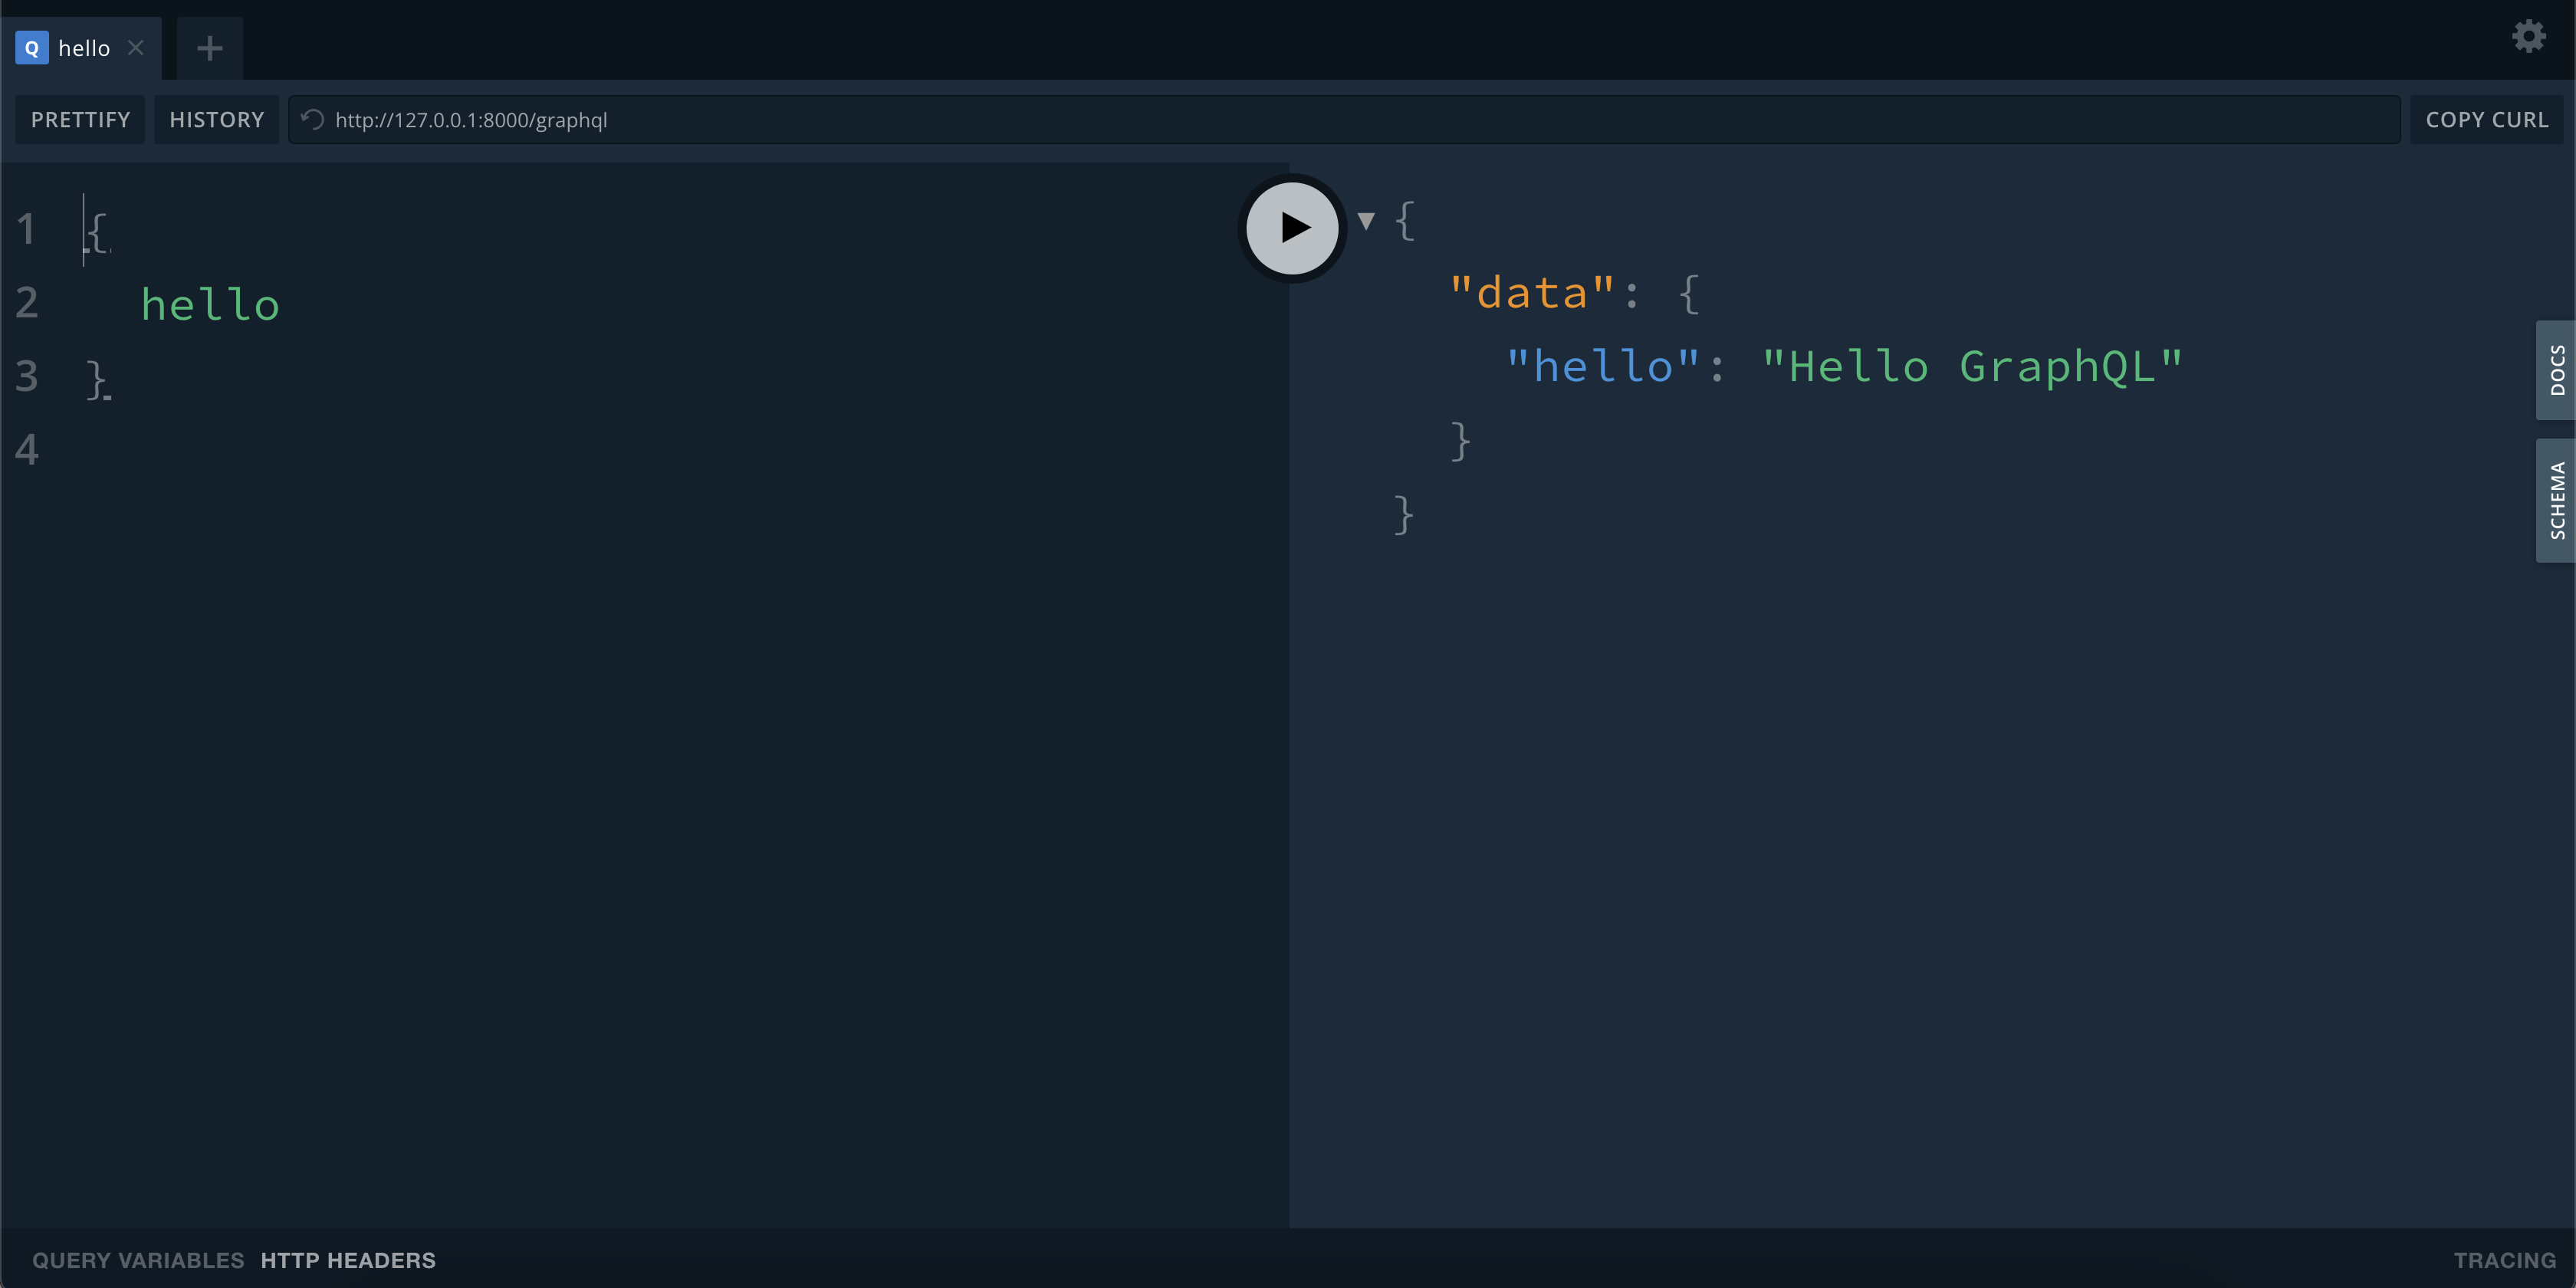 Q hello
PRETTIFY HISTORY http://127.0.0.1:8000/graphql COPY CURL
1 {
2 hello
3 }
4
{
"data": {
"hello": "Hello GraphQL"
}
}
DOCS
SCHEMA
QUERY VARIABLES HTTP HEADERS TRACING